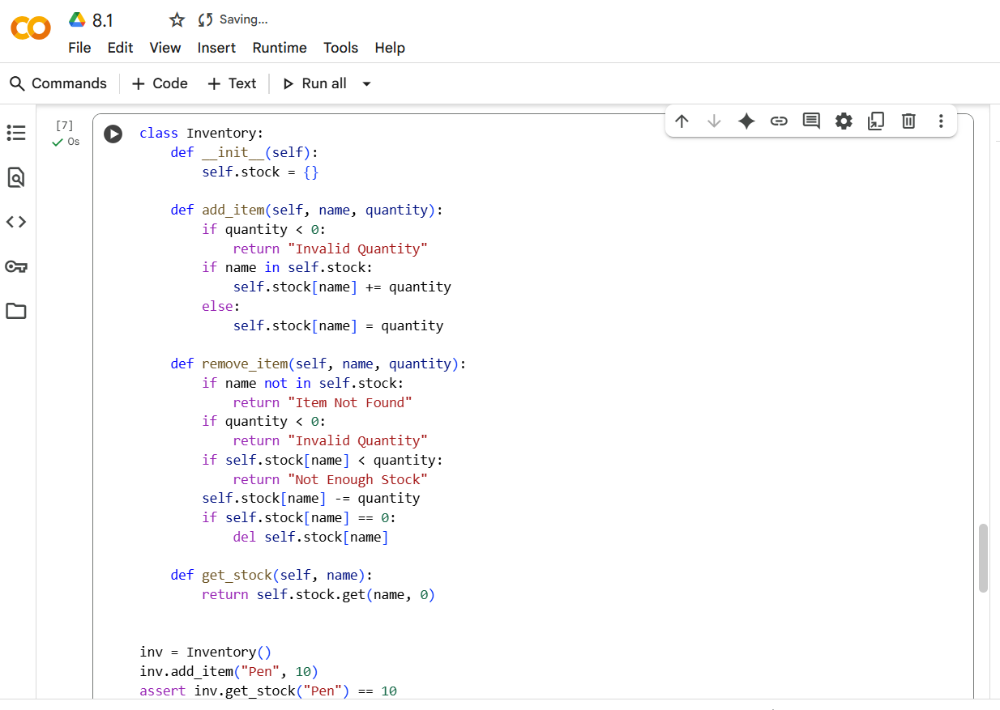 8.1 Saving...
File Edit View Insert Runtime Tools Help
Commands + Code + Text Run all
[7]
0s
class Inventory:
    def __init__(self):
        self.stock = {}

    def add_item(self, name, quantity):
        if quantity < 0:
            return "Invalid Quantity"
        if name in self.stock:
            self.stock[name] += quantity
        else:
            self.stock[name] = quantity

    def remove_item(self, name, quantity):
        if name not in self.stock:
            return "Item Not Found"
        if quantity < 0:
            return "Invalid Quantity"
        if self.stock[name] < quantity:
            return "Not Enough Stock"
        self.stock[name] -= quantity
        if self.stock[name] == 0:
            del self.stock[name]

    def get_stock(self, name):
        return self.stock.get(name, 0)


inv = Inventory()
inv.add_item("Pen", 10)
assert inv.get_stock("Pen") == 10